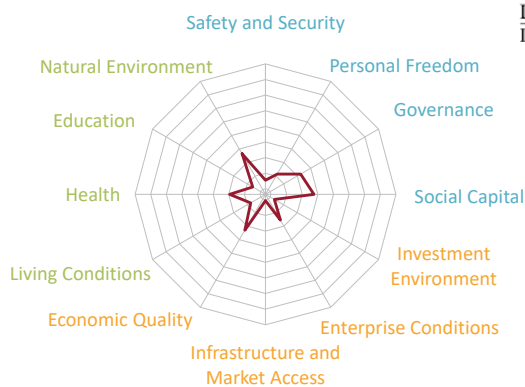 Safety and Security
Natural Environment
Personal Freedom
Education
Governance
Health
Social Capital
Investment
Environment
Living Conditions
Economic Quality
Enterprise Conditions
Infrastructure and
Market Access